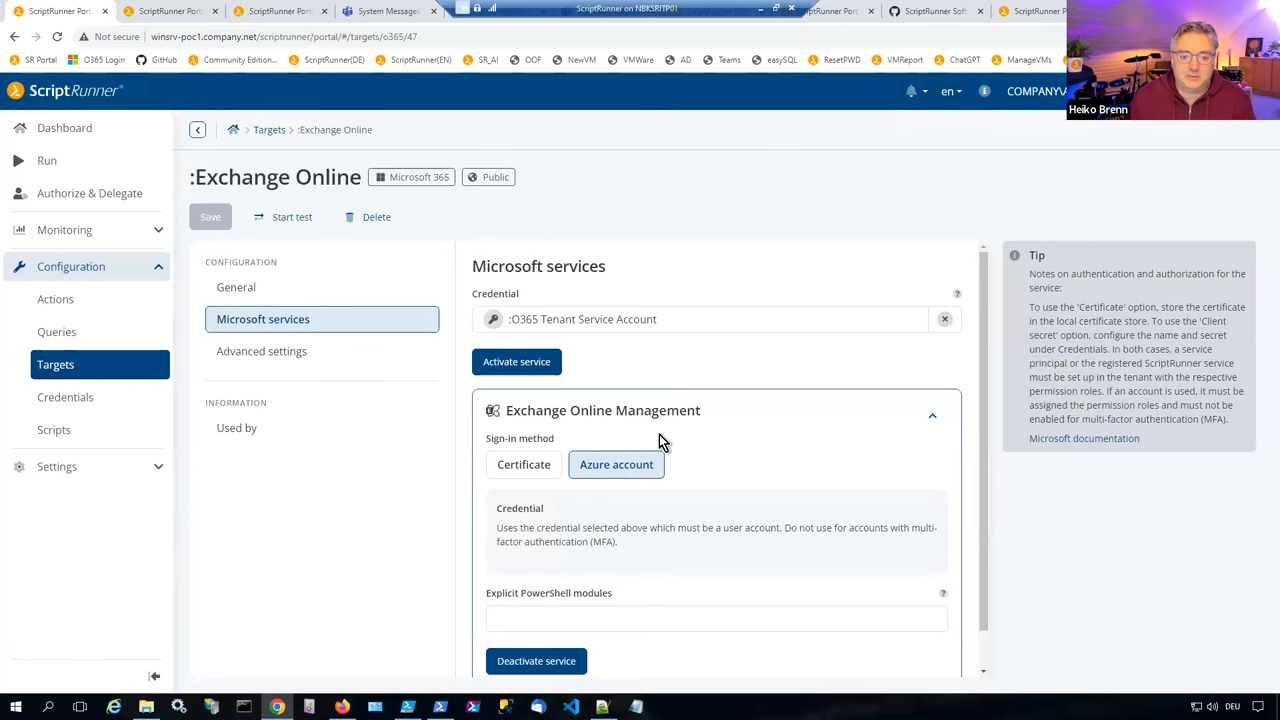 ScriptRunner Port
ScriptRunner Port
ScriptRunner Port
System Messages
ScriptRunner on NBKSRITP01
ScriptRunner Soft
ScriptRunner Port
Not secure
winsrv-poc1.company.net/scriptrunner/portal/#/targets/o365/47
SR Portal
O365 Login
GitHub
Community Edition...
ScriptRunner(DE)
ScriptRunner(EN)
SR_AI
OOF
NewVM
VMWare
AD
Teams
easySQL
ResetPWD
VMReport
ChatGPT
ManageVMs
Heiko Brenn
ScriptRunner®
en
Dashboard
Run
Authorize & Delegate
Monitoring
Configuration
Actions
Queries
Targets
Credentials
Scripts
Settings
Targets
:Exchange Online
:Exchange Online
Microsoft 365
Public
Save
Start test
Delete
CONFIGURATION
General
Microsoft services
Advanced settings
INFORMATION
Used by
Microsoft services
Credential
:O365 Tenant Service Account
Activate service
Exchange Online Management
Sign-in method
Certificate
Azure account
Credential
Uses the credential selected above which must be a user account. Do not use for accounts with multi-
factor authentication (MFA).
Explicit PowerShell modules
Deactivate service
Tip
Notes on authentication and authorization for the
service:
To use the 'Certificate' option, store the certificate
in the local certificate store. To use the 'Client
secret' option, configure the name and secret
under Credentials. In both cases, a service
principal or the registered ScriptRunner service
must be set up in the tenant with the respective
permission roles. If an account is used, it must be
assigned the permission roles and must not be
enabled for multi-factor authentication (MFA).
Microsoft documentation
DEU